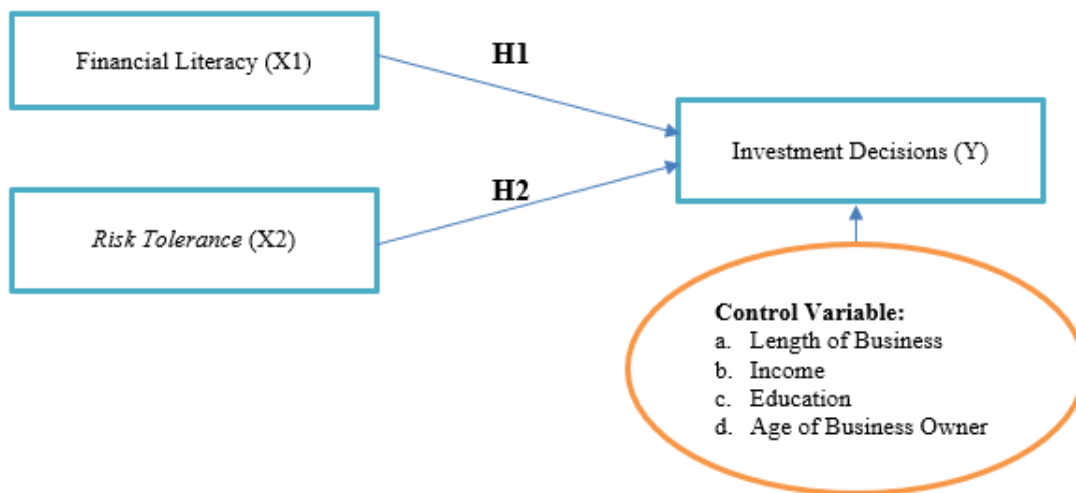 Financial Literacy (X1)
H1
Investment Decisions (Y)
H2
Risk Tolerance (X2)
Control Variable:
a. Length of Business
b. Income
c. Education
d. Age of Business Owner